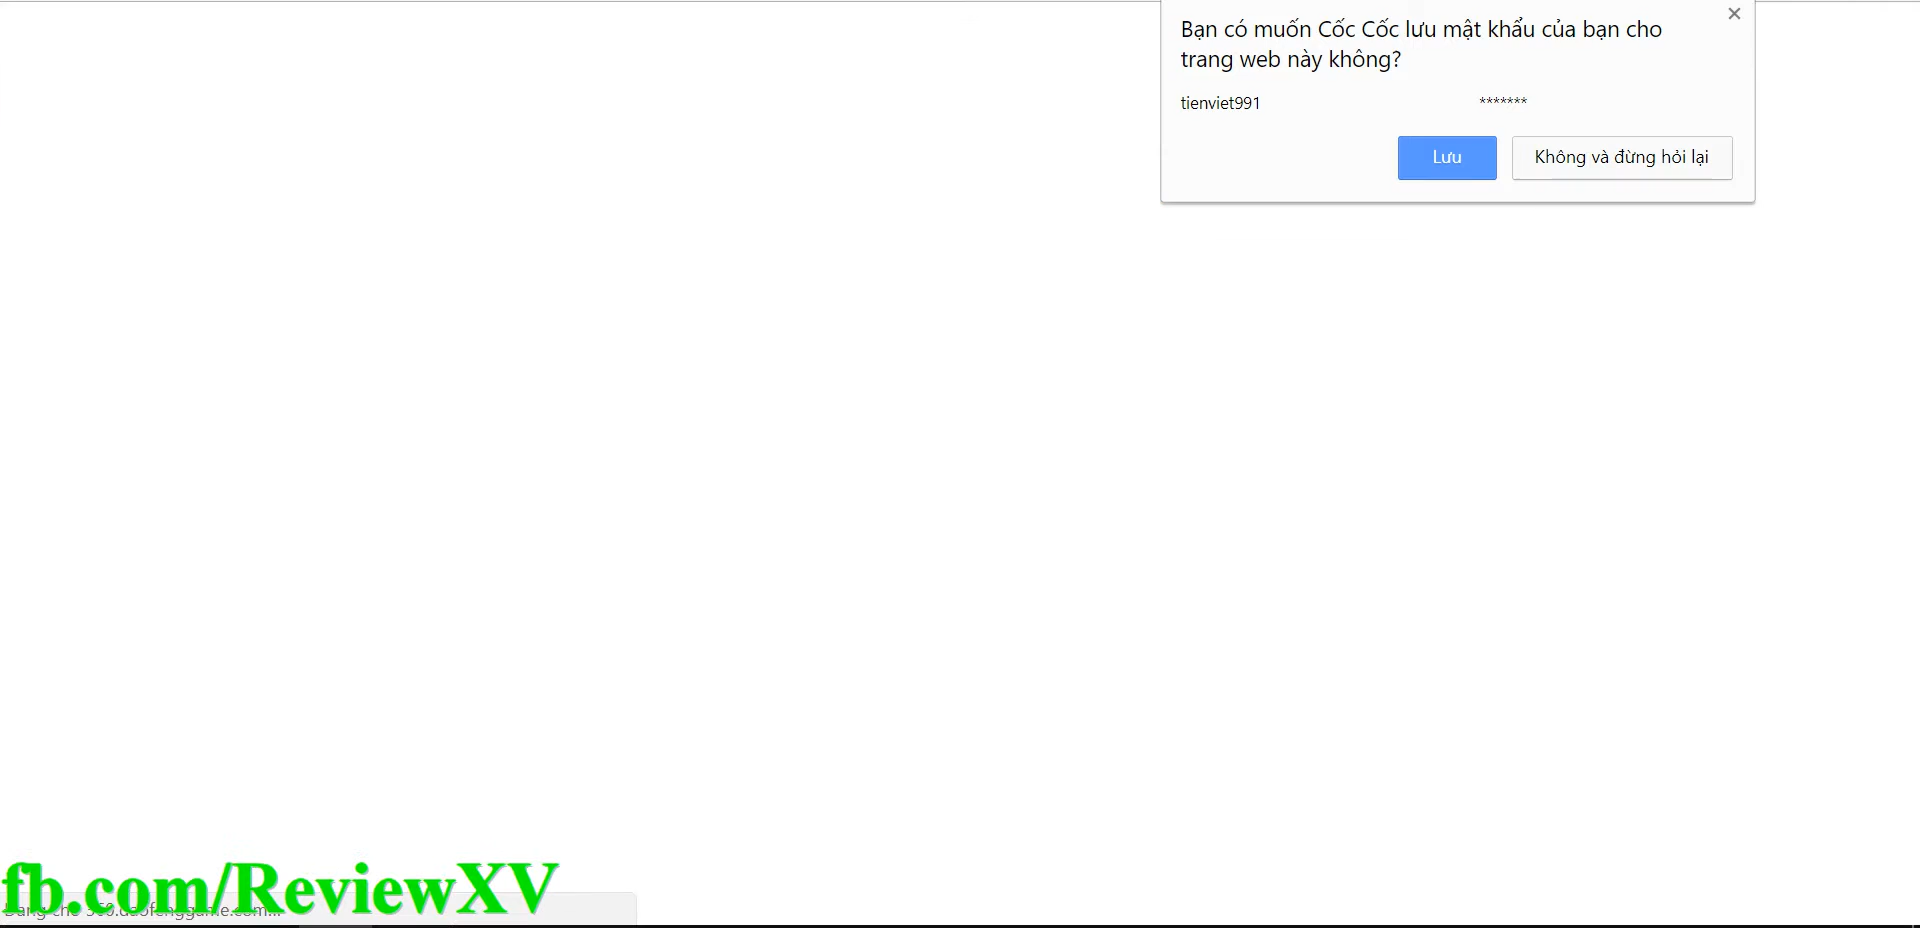 Bạn có muốn Cốc Cốc lưu mật khẩu của bạn cho
trang web này không?
tienviet991 *******
Lưu Không và đừng hỏi lại
fb.com/ReviewXV